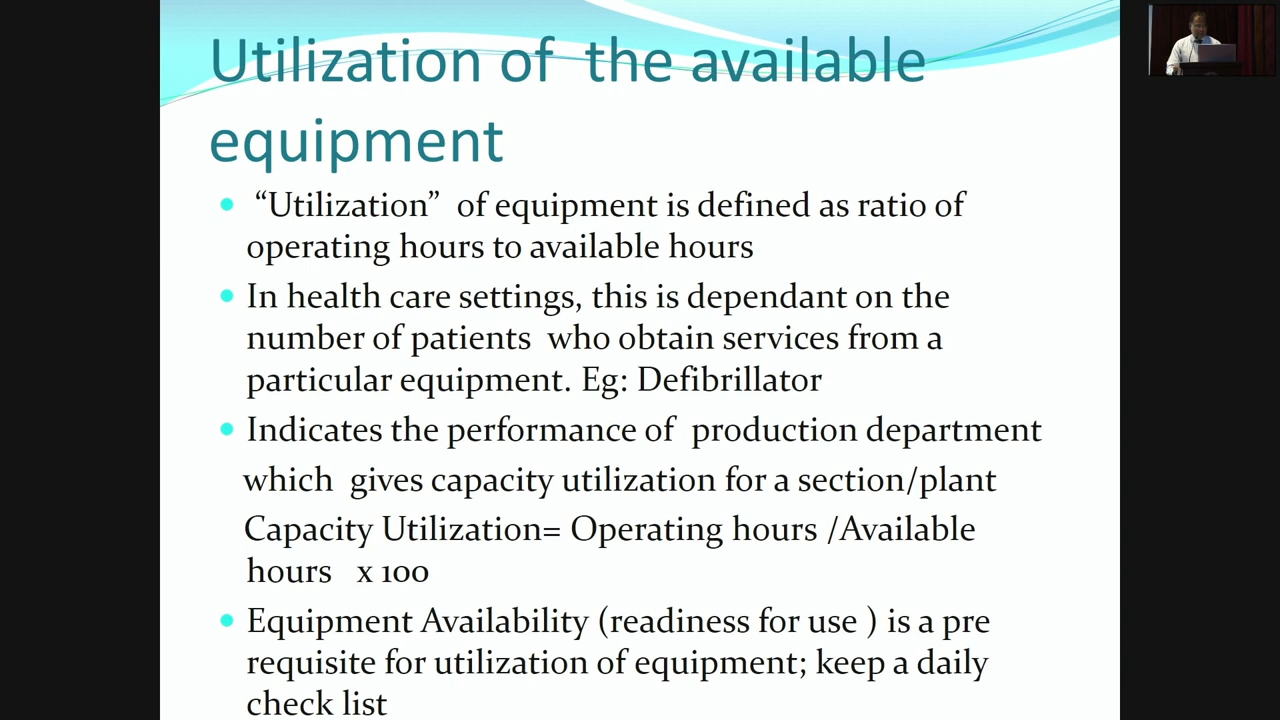 Utilization of the available
equipment
“Utilization” of equipment is defined as ratio of
operating hours to available hours
In health care settings, this is dependant on the
number of patients who obtain services from a
particular equipment. Eg: Defibrillator
Indicates the performance of production department
which gives capacity utilization for a section/plant
Capacity Utilization= Operating hours /Available
hours x 100
Equipment Availability (readiness for use ) is a pre
requisite for utilization of equipment; keep a daily
check list